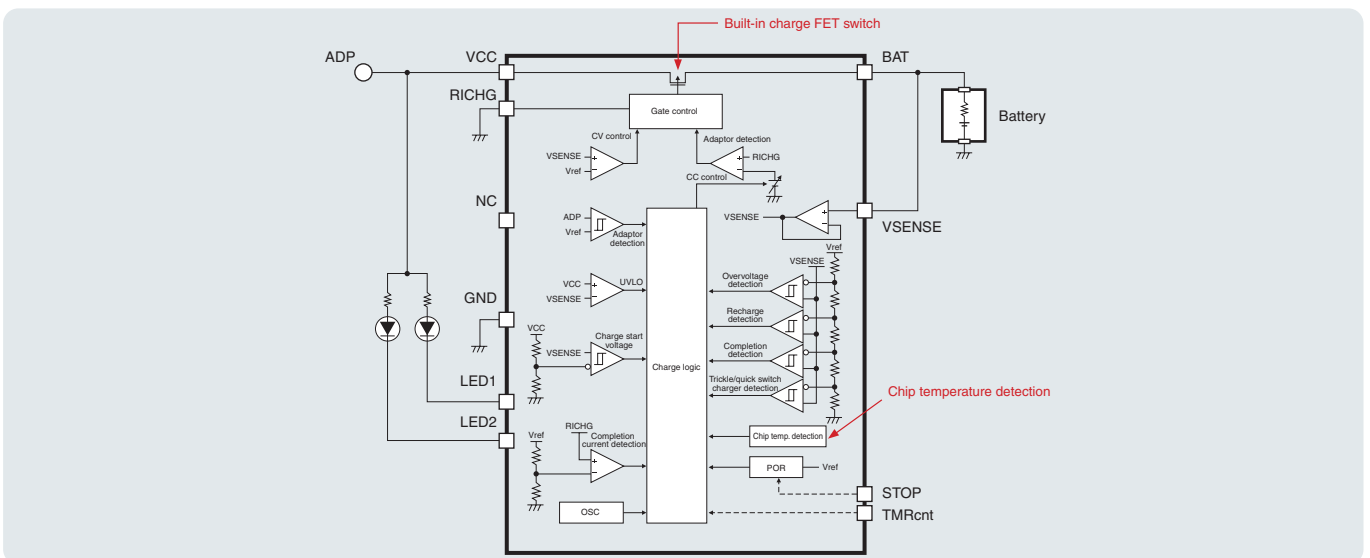 Built-in charge FET switch
ADP
VCC
BAT
RICHG
Gate control
Battery
CV control
Adaptor detection
VSENSE
Vref
RICHG
CC control
NC
ADP
Vref
Adaptor
detection
VSENSE
VSENSE
Vref
VSENSE
Overvoltage
detection
VCC
VSENSE
UVLO
GND
Recharge
detection
VCC
VSENSE
Charge start
voltage
Completion
detection
Charge logic
LED1
Trickle/quick switch
charger detection
Chip temperature detection
LED2
Vref
RICHG
Completion
current detection
Chip temp. detection
POR
Vref
STOP
OSC
TMRcnt